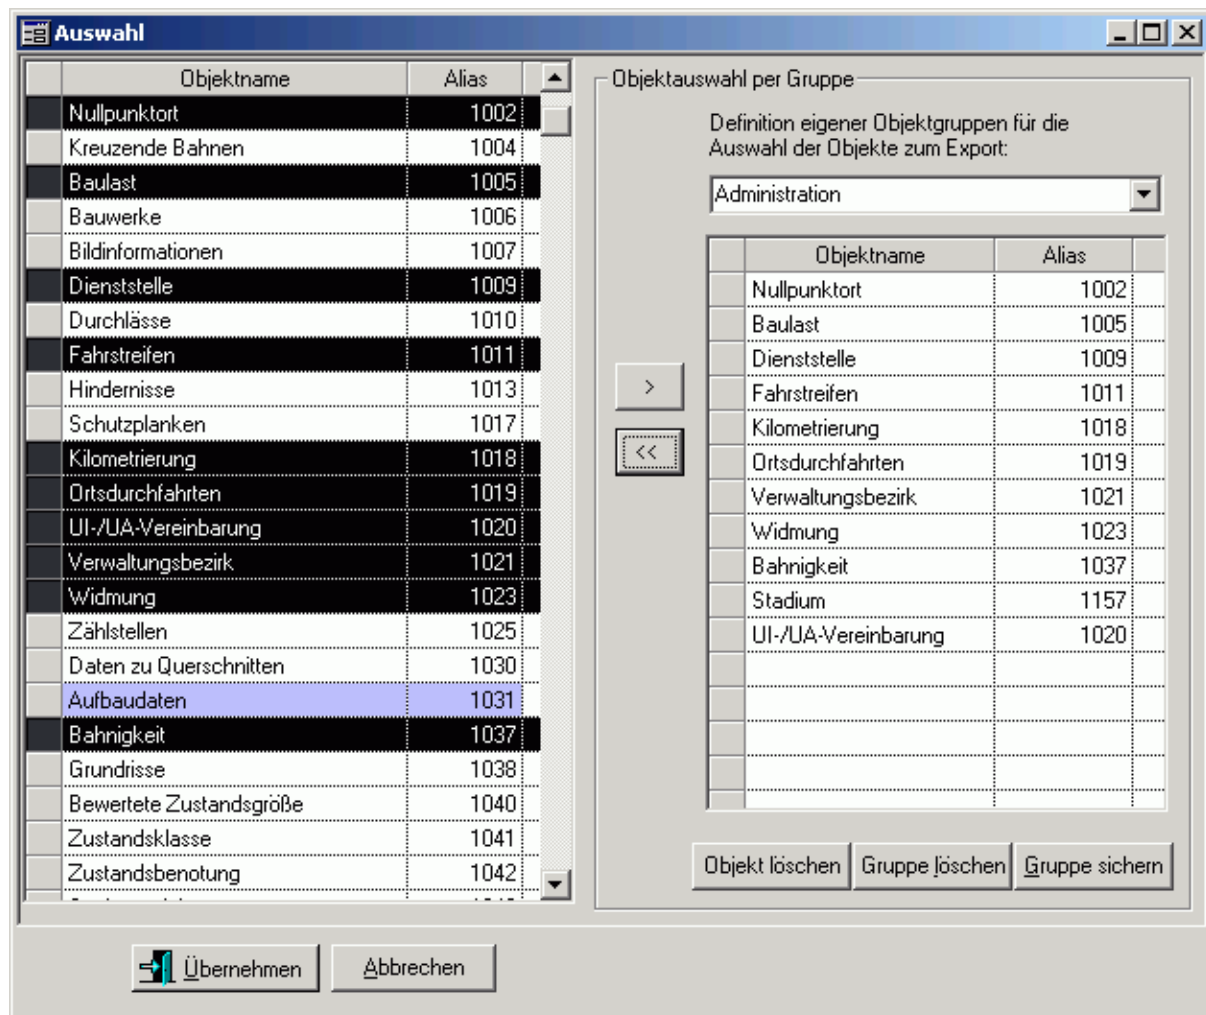 Auswahl
Objektname Alias
Nullpunktort 1002
Kreuzende Bahnen 1004
Baulast 1005
Bauwerke 1006
Bildinformationen 1007
Dienststelle 1009
Durchlässe 1010
Fahrstreifen 1011
Hindernisse 1013
Schutzplanken 1017
Kilometrierung 1018
Ortsdurchfahrten 1019
UI-/UA-Vereinbarung 1020
Verwaltungsbezirk 1021
Widmung 1023
Zählstellen 1025
Daten zu Querschnitten 1030
Aufbaudaten 1031
Bahnigkeit 1037
Grundrisse 1038
Bewertete Zustandsgröße 1040
Zustandsklasse 1041
Zustandsbenotung 1042
>
<<
Objektauswahl per Gruppe
Definition eigener Objektgruppen für die
Auswahl der Objekte zum Export:
Administration
Objektname Alias
Nullpunktort 1002
Baulast 1005
Dienststelle 1009
Fahrstreifen 1011
Kilometrierung 1018
Ortsdurchfahrten 1019
Verwaltungsbezirk 1021
Widmung 1023
Bahnigkeit 1037
Stadium 1157
UI-/UA-Vereinbarung 1020
Objekt löschen Gruppe löschen Gruppe sichern
Übernehmen Abbrechen